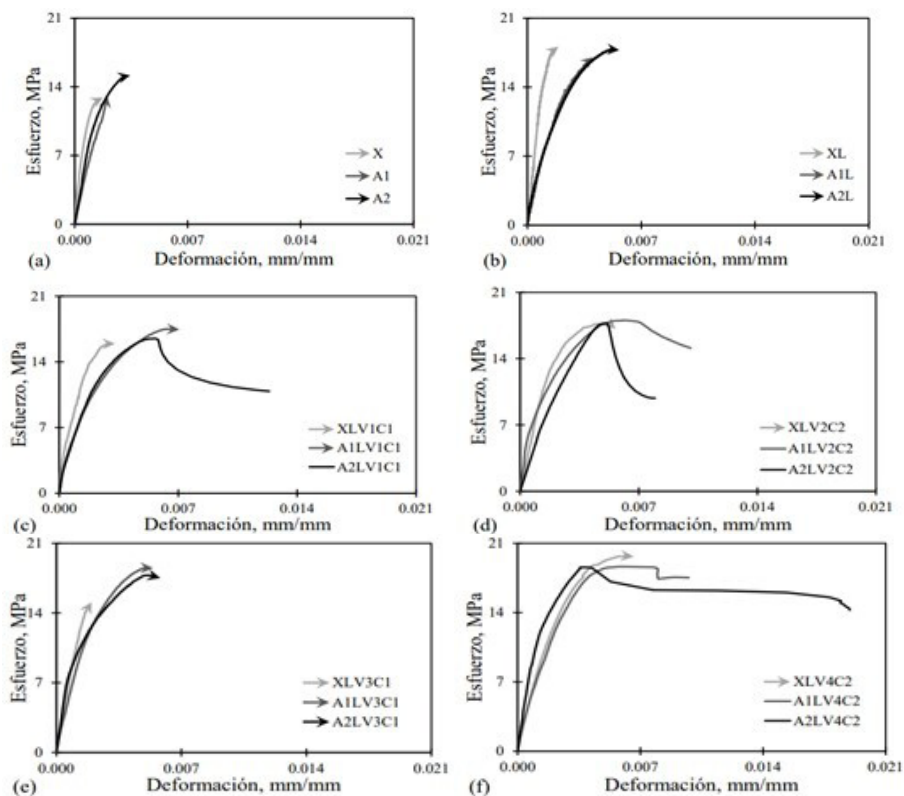 21
14
7
0
Esfuerzo, MPa
X
A1
A2
0.000 0.007 0.014 0.021
(a) Deformación, mm/mm
21
14
7
0
Esfuerzo, MPa
XL
A1L
A2L
0.000 0.007 0.014 0.021
(b) Deformación, mm/mm
21
14
7
0
Esfuerzo, MPa
XLV1C1
A1LV1C1
A2LV1C1
0.000 0.007 0.014 0.021
(c) Deformación, mm/mm
21
14
7
0
Esfuerzo, MPa
XLV2C2
A1LV2C2
A2LV2C2
0.000 0.007 0.014 0.021
(d) Deformación, mm/mm
21
14
7
0
Esfuerzo, MPa
XLV3C1
A1LV3C1
A2LV3C1
0.000 0.007 0.014 0.021
(e) Deformación, mm/mm
21
14
7
0
Esfuerzo, MPa
XLV4C2
A1LV4C2
A2LV4C2
0.000 0.007 0.014 0.021
(f) Deformación, mm/mm